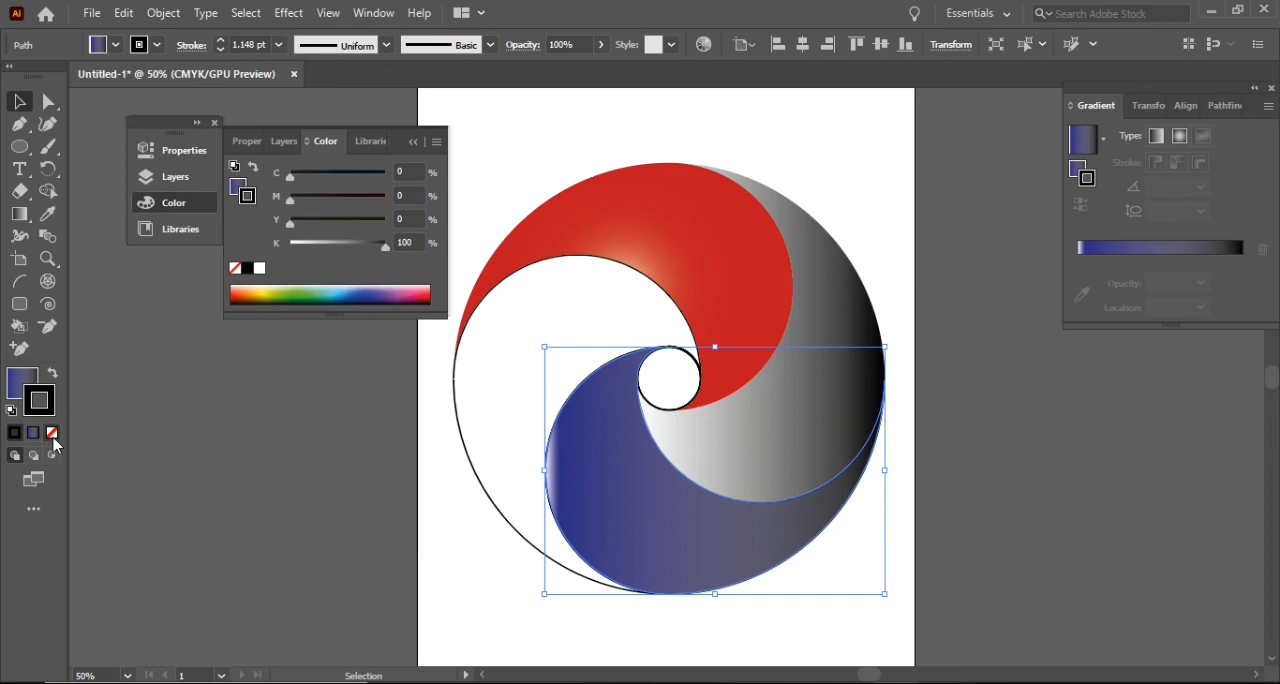 Ai File Edit Object Type Select Effect View Window Help Essentials Search Adobe Stock
Path Stroke: 1.148 pt Uniform Basic Opacity: 100% Style: Transform
Untitled-1* @ 50% (CMYK/GPU Preview) ×
Gradient Transfo Align Pathfin
Type:
Stroke:
Opacity:
Location:
Properties
Layers
Color
Libraries
Proper Layers Color Librarie
C 0 %
M 0 %
Y 0 %
K 100 %
T
50% 1 Selection